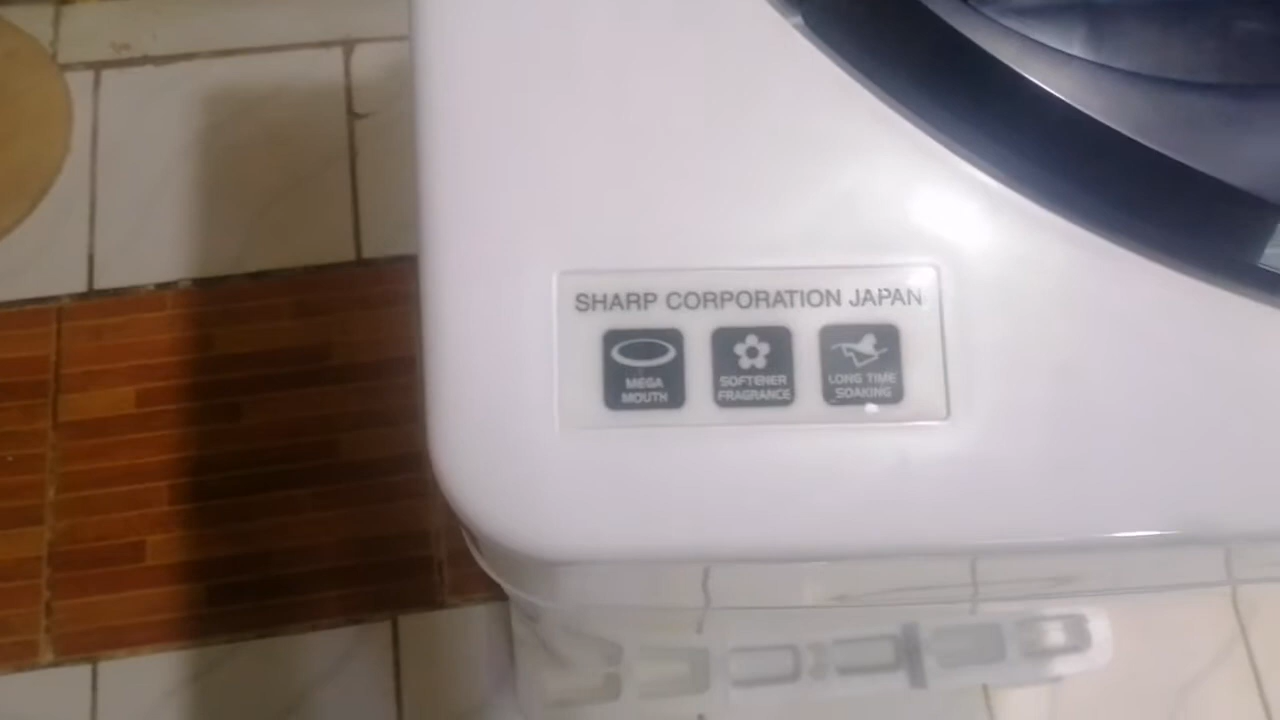 SHARP CORPORATION JAPAN
MEGA
MOUTH
SOFTENER
FRAGRANCE
LONG TIME
SOAKING